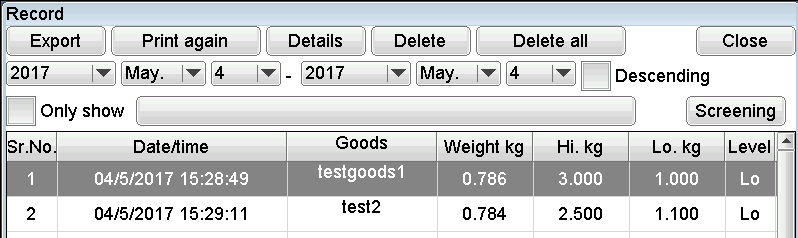 Record
Export Print again Details Delete Delete all Close
2017 May. 4 - 2017 May. 4 Descending
Only show Screening
Sr.No. Date/time Goods Weight kg Hi. kg Lo. kg Level
1 04/5/2017 15:28:49 testgoods1 0.786 3.000 1.000 Lo
2 04/5/2017 15:29:11 test2 0.784 2.500 1.100 Lo